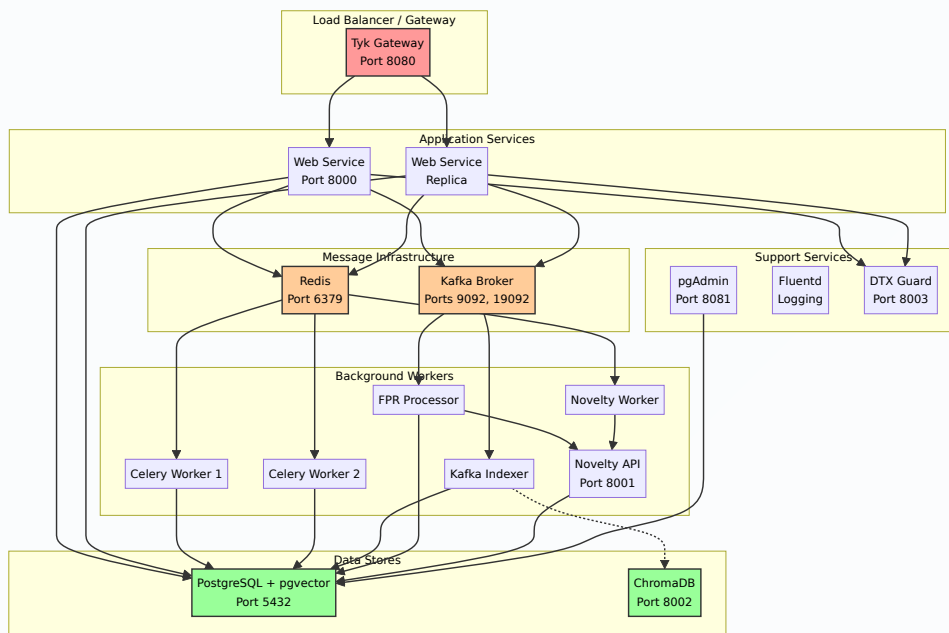 Load Balancer / Gateway
Tyk Gateway
Port 8080
Application Services
Web Service
Port 8000
Web Service
Replica
Message Infrastructure
Redis
Port 6379
Kafka Broker
Ports 9092, 19092
Support Services
pgAdmin
Port 8081
Fluentd
Logging
DTX Guard
Port 8003
Background Workers
FPR Processor
Novelty Worker
Celery Worker 1
Celery Worker 2
Kafka Indexer
Novelty API
Port 8001
Data Stores
PostgreSQL + pgvector
Port 5432
ChromaDB
Port 8002